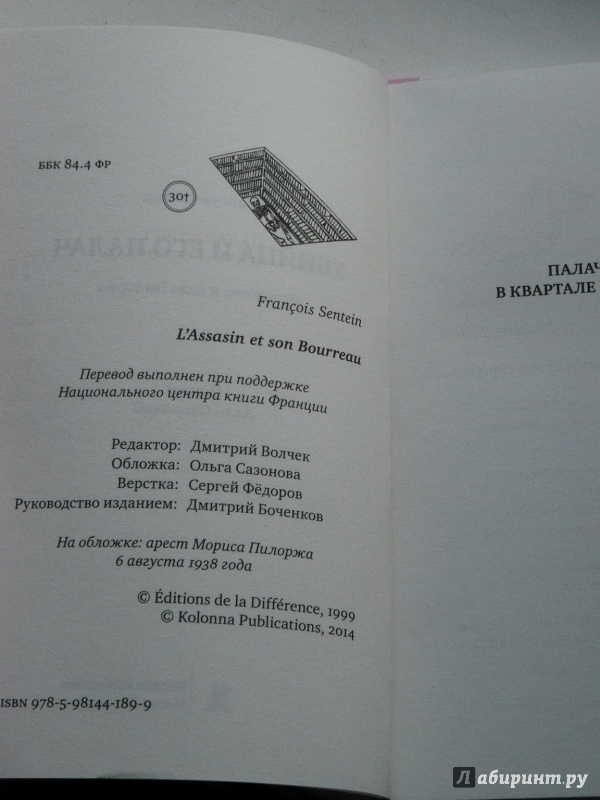 ББК 84.4 ФР
30†
François Sentein
L'Assasin et son Bourreau
Перевод выполнен при поддержке
Национального центра книги Франции
Редактор: Дмитрий Волчек
Обложка: Ольга Сазонова
Верстка: Сергей Фёдоров
Руководство изданием: Дмитрий Боченков
На обложке: арест Мориса Пилоржа
6 августа 1938 года
© Éditions de la Différence, 1999
© Kolonna Publications, 2014
ISBN 978-5-98144-189-9
ПАЛАЧ
В КВАРТАЛЕ
Лабиринт.ру